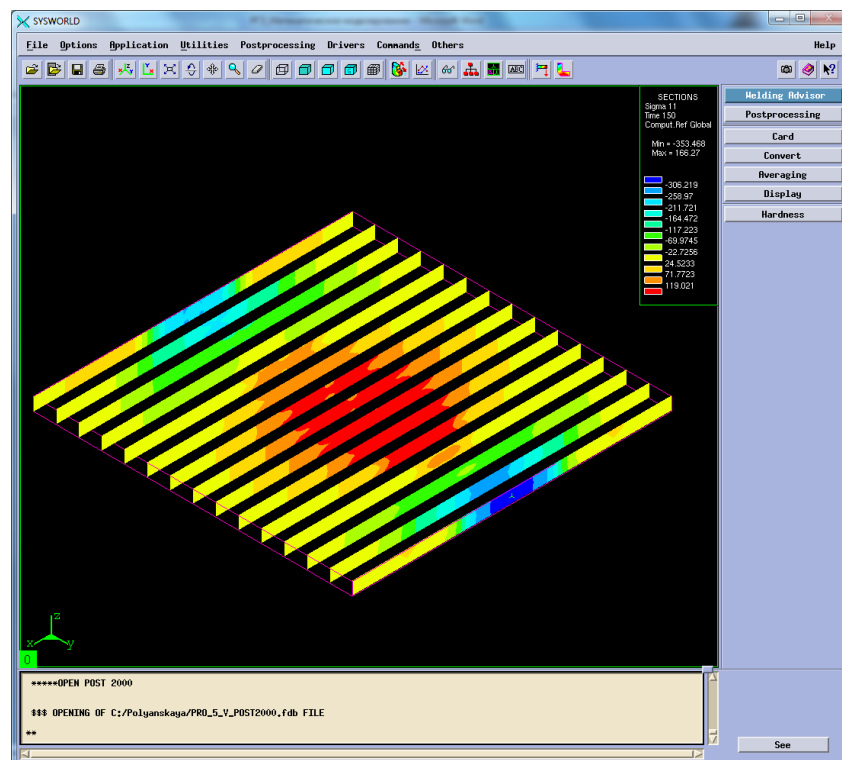 SYSWORLD
File Options Application Utilities Postprocessing Drivers Commands Others Help
ABC
SECTIONS
Sigma 11
Time 150
Comput.Ref Global
Min = -353.468
Max = 166.27
-306.219
-258.97
-211.721
-164.472
-117.223
-69.9745
-22.7256
24.5233
71.7723
119.021
Welding Advisor
Postprocessing
Card
Convert
Averaging
Display
Hardness
z
x
y
0
*****OPEN POST 2000
$$$ OPENING OF C:/Polyanskaya/PRO_5_V_POST2000.fdb FILE
**
See